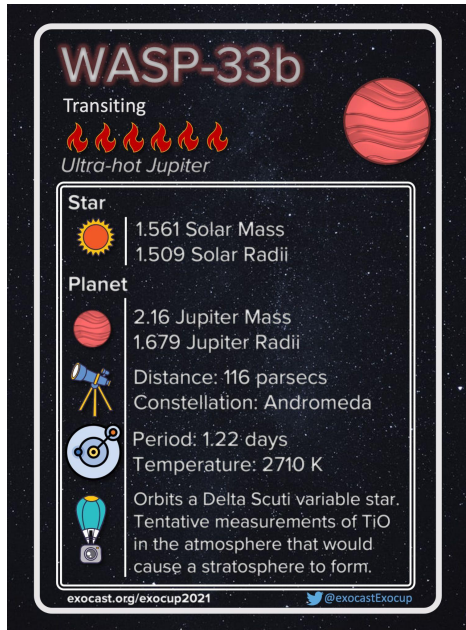 WASP-33b
Transiting
Ultra-hot Jupiter
Star
1.561 Solar Mass
1.509 Solar Radii
Planet
2.16 Jupiter Mass
1.679 Jupiter Radii
Distance: 116 parsecs
Constellation: Andromeda
Period: 1.22 days
Temperature: 2710 K
Orbits a Delta Scuti variable star.
Tentative measurements of TiO
in the atmosphere that would
cause a stratosphere to form.
exocast.org/exocup2021
@exocastExocup